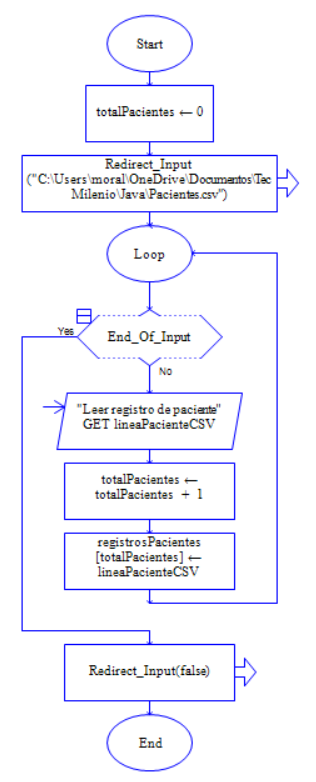 Start
totalPacientes ← 0
Redirect_Input
("C:\Users\moral\OneDrive\Documentos\Tec
Milenio\Java\Pacientes.csv")
Loop
End_Of_Input
Yes
No
"Leer registro de paciente"
GET lineaPacienteCSV
totalPacientes ←
totalPacientes + 1
registrosPacientes
[totalPacientes] ←
lineaPacienteCSV
Redirect_Input(false)
End